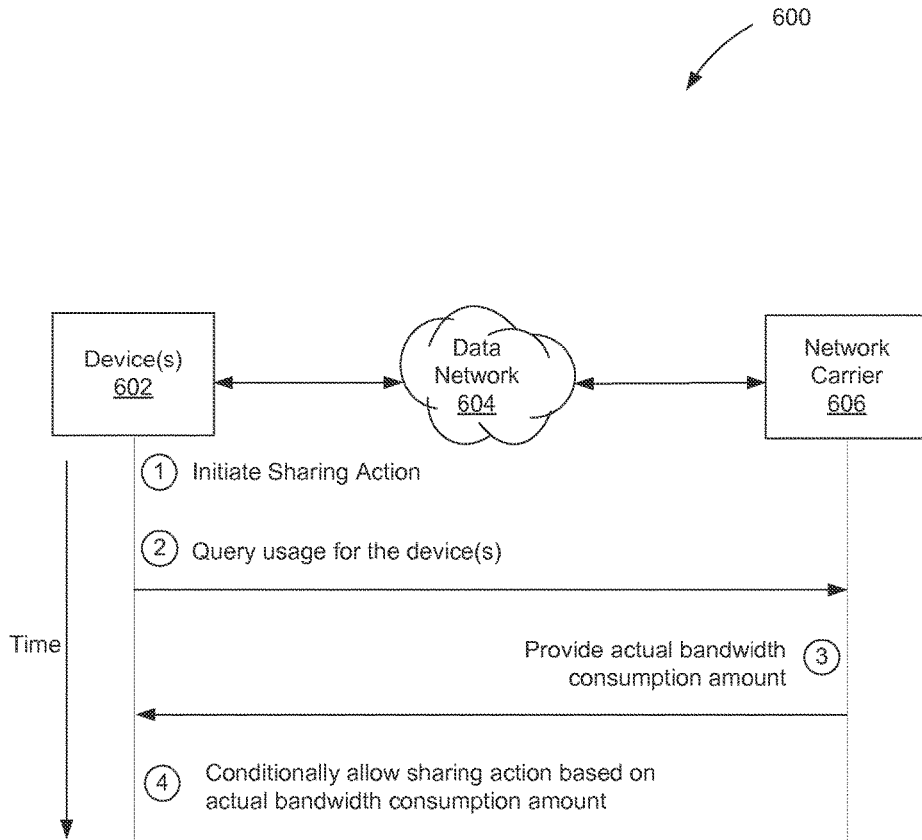 600
Device(s)
602
Data
Network
604
Network
Carrier
606
1 Initiate Sharing Action
2 Query usage for the device(s)
Time
Provide actual bandwidth 3
consumption amount
4 Conditionally allow sharing action based on
actual bandwidth consumption amount